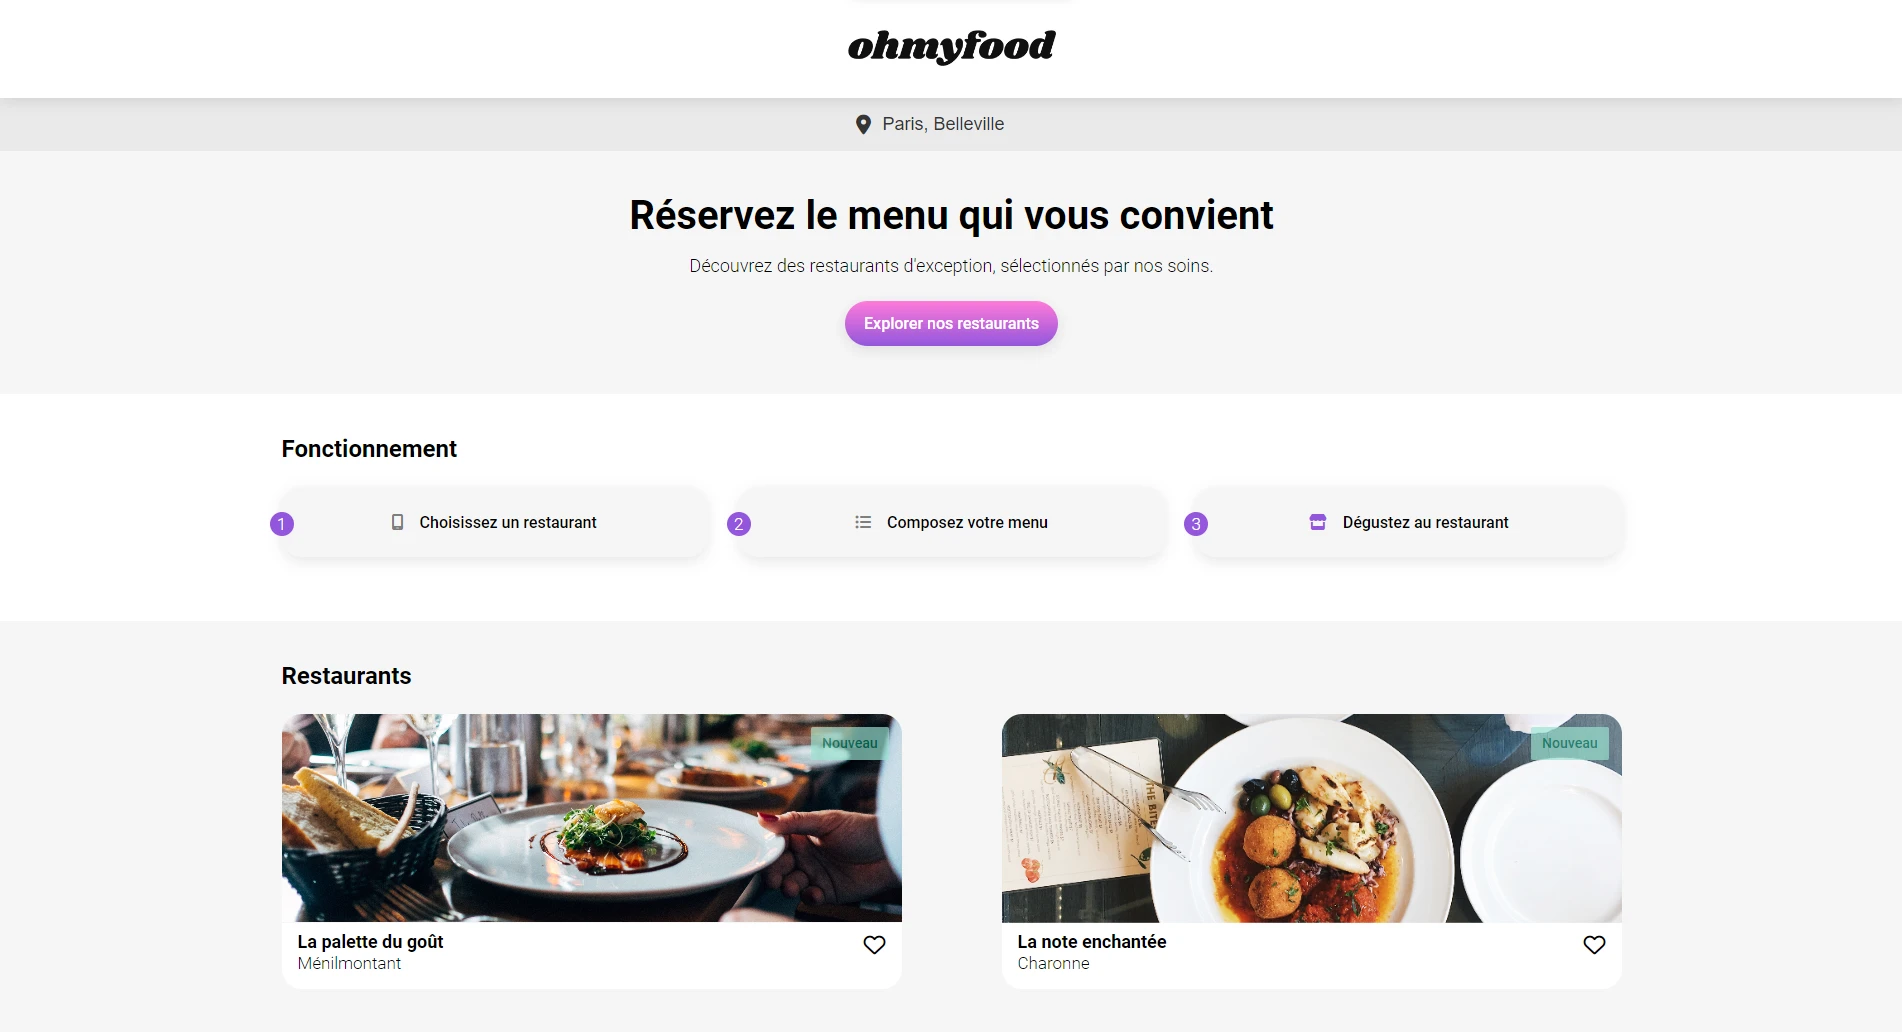 ohmyfood
Paris, Belleville
Réservez le menu qui vous convient
Découvrez des restaurants d'exception, sélectionnés par nos soins.
Explorer nos restaurants
Fonctionnement
1 Choisissez un restaurant
2 Composez votre menu
3 Dégustez au restaurant
Restaurants
Nouveau
La palette du goût
Ménilmontant
Nouveau
La note enchantée
Charonne